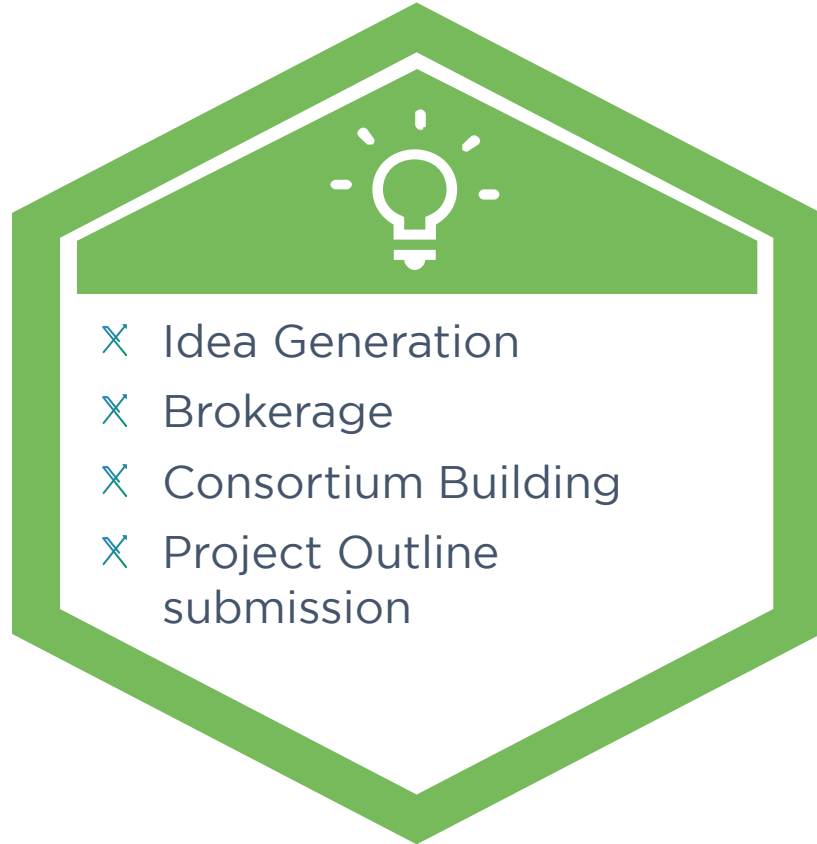 Idea Generation
Brokerage
Consortium Building
Project Outline
submission